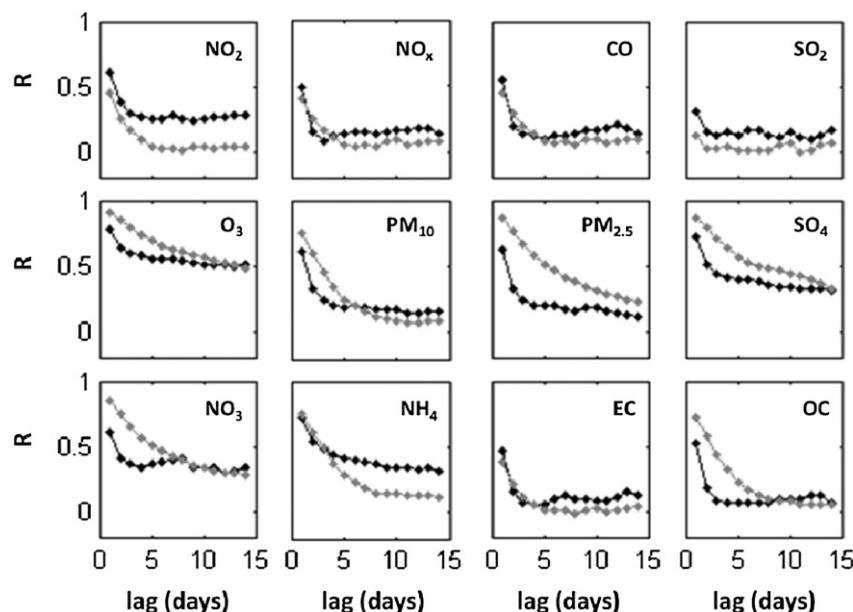 1 NO₂ NOₓ CO SO₂
R 0.5
0
1 O₃ PM₁₀ PM₂.₅ SO₄
R 0.5
0
1 NO₃ NH₄ EC OC
R 0.5
0
0 5 10 15 0 5 10 15 0 5 10 15 0 5 10 15
lag (days) lag (days) lag (days) lag (days)